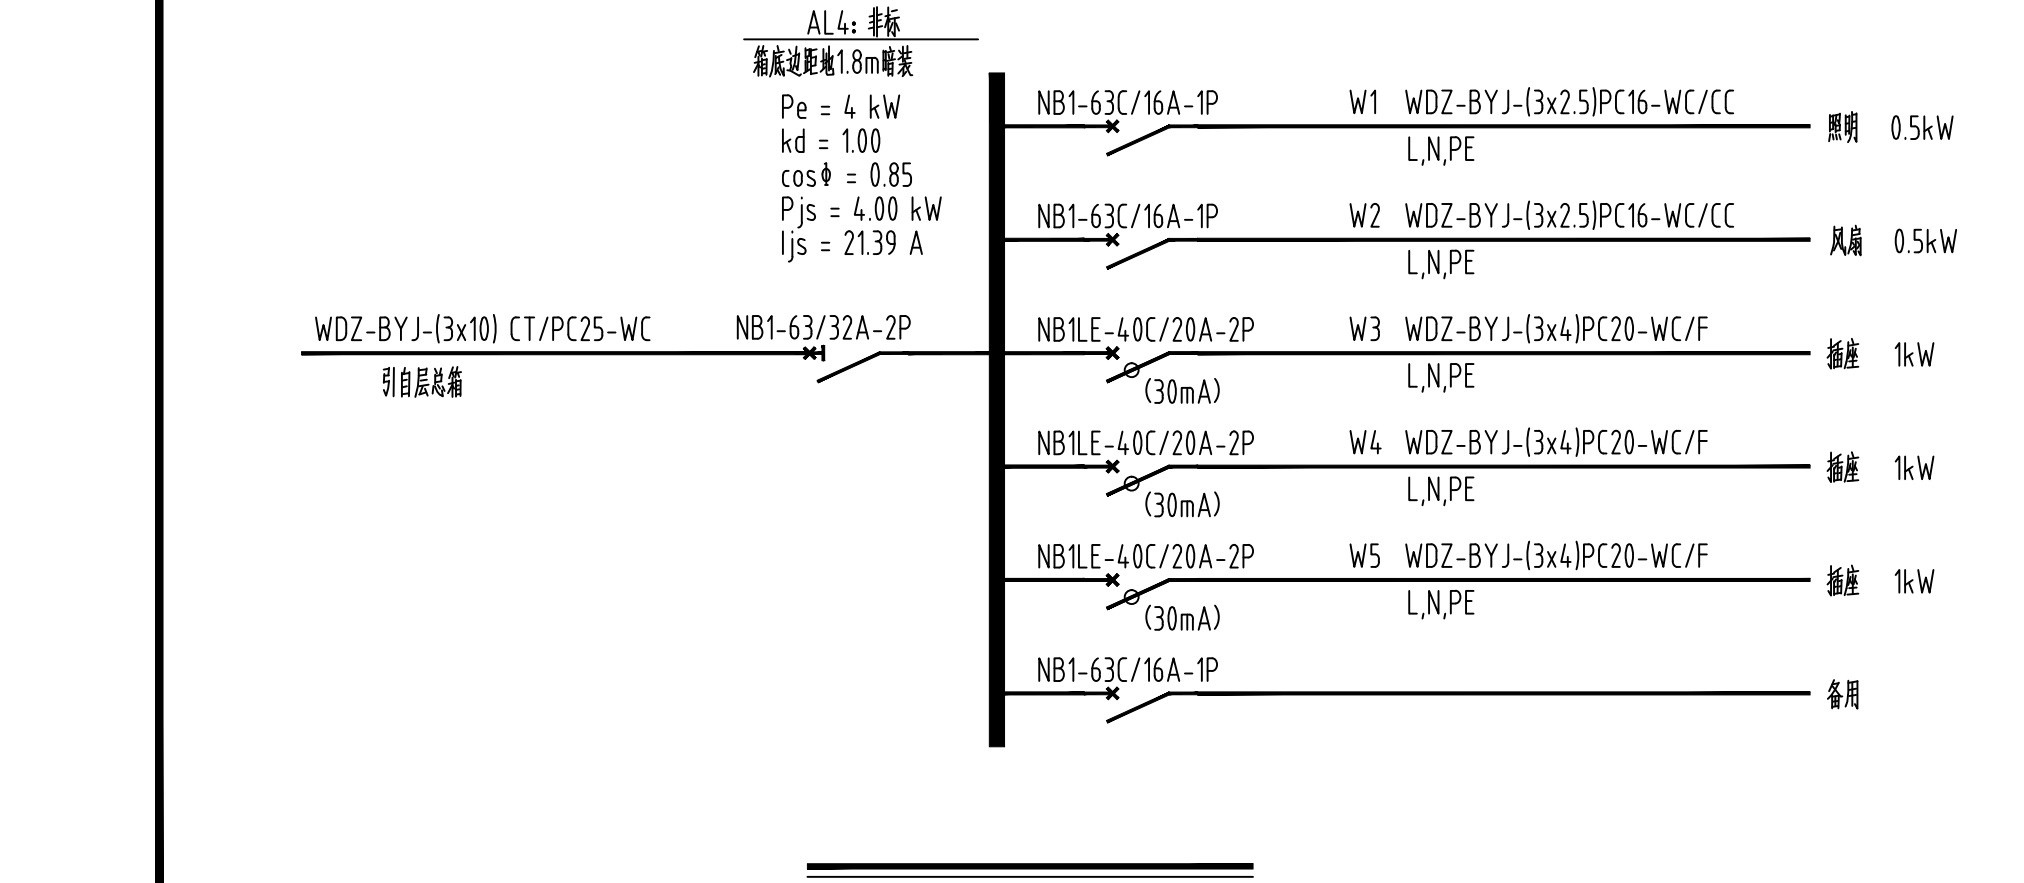 AL4: 非标
箱底边距地1.8m暗装
Pe = 4 kW
kd = 1.00
cosΦ = 0.85
Pjs = 4.00 kW
Ijs = 21.39 A
WDZ-BYJ-(3x10) CT/PC25-WC
NB1-63/32A-2P
引自层总箱
NB1-63C/16A-1P W1 WDZ-BYJ-(3x2.5)PC16-WC/CC
照明 0.5kW
L,N,PE
NB1-63C/16A-1P W2 WDZ-BYJ-(3x2.5)PC16-WC/CC
风扇 0.5kW
L,N,PE
NB1LE-40C/20A-2P W3 WDZ-BYJ-(3x4)PC20-WC/F
插座 1kW
(30mA) L,N,PE
NB1LE-40C/20A-2P W4 WDZ-BYJ-(3x4)PC20-WC/F
插座 1kW
(30mA) L,N,PE
NB1LE-40C/20A-2P W5 WDZ-BYJ-(3x4)PC20-WC/F
插座 1kW
(30mA) L,N,PE
NB1-63C/16A-1P
备用